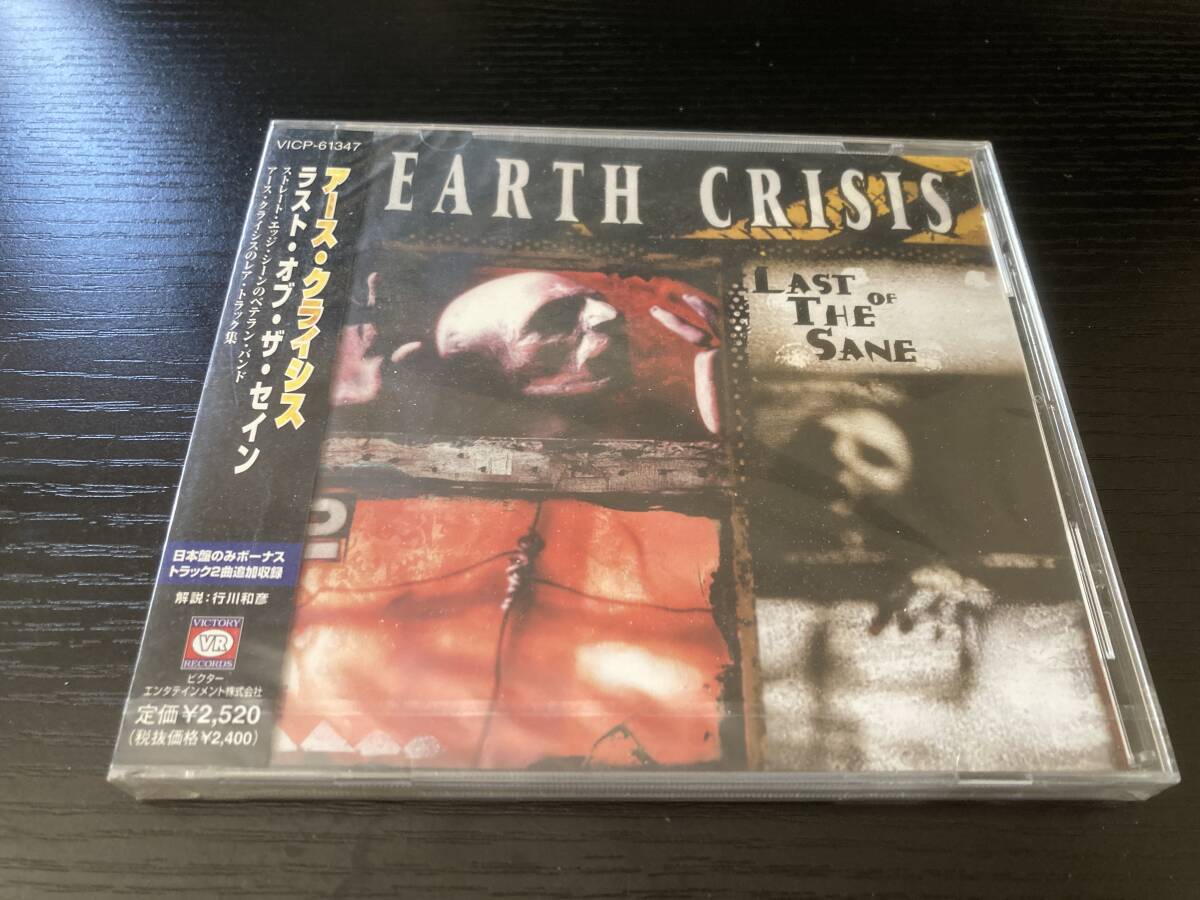 VICP-61347
アース・クライシス
ラスト・オブ・ザ・セイン
ストレート・エッジ・シーンのベテラン・バンド
アース・クライシスのレア・トラック集
日本盤のみボーナス
トラック2曲追加収録
解説:行川和彦
VICTORY
VR
RECORDS
ビクター
エンタテインメント株式会社
定価¥2,520
(税抜価格¥2,400)
EARTH CRISIS
LAST
OF
THE
SANE